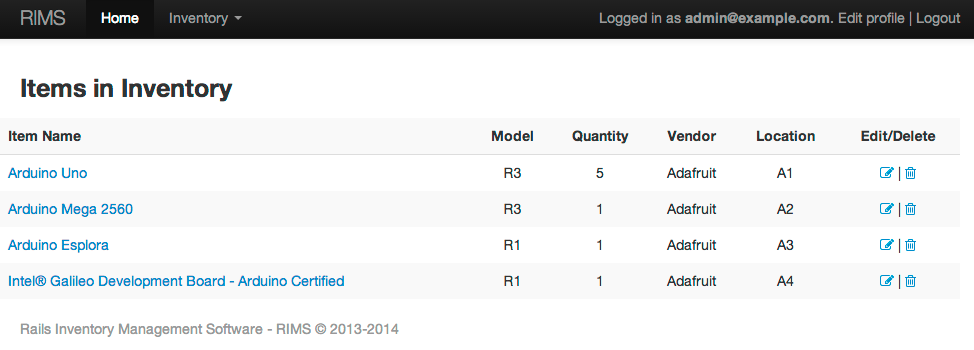 RIMS Home Inventory Logged in as admin@example.com. Edit profile | Logout
Items in Inventory
Item Name Model Quantity Vendor Location Edit/Delete
Arduino Uno R3 5 Adafruit A1 |
Arduino Mega 2560 R3 1 Adafruit A2 |
Arduino Esplora R1 1 Adafruit A3 |
Intel® Galileo Development Board - Arduino Certified R1 1 Adafruit A4 |
Rails Inventory Management Software - RIMS © 2013-2014